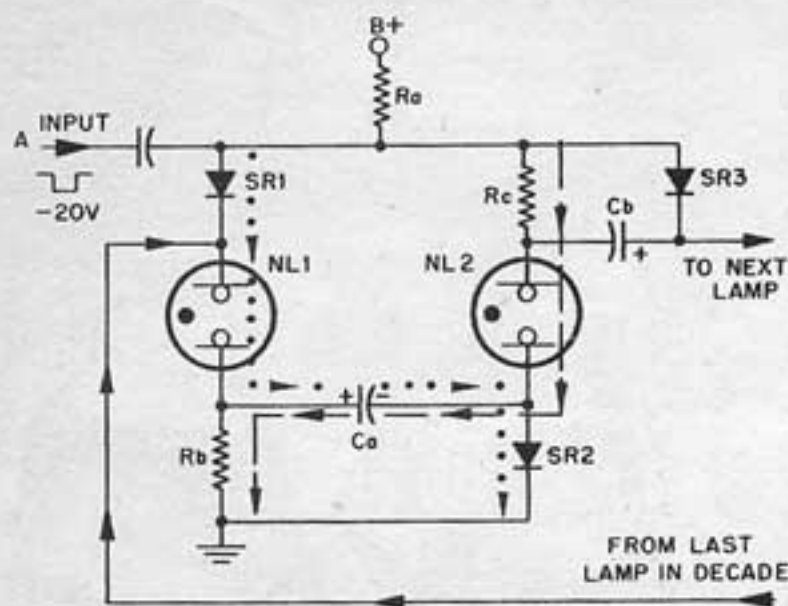 B+
Ra
A INPUT
-20V
SR1
Rc
SR3
Cb
+
NL1
NL2
TO NEXT
LAMP
+ -
Ca
Rb
SR2
FROM LAST
LAMP IN DECADE